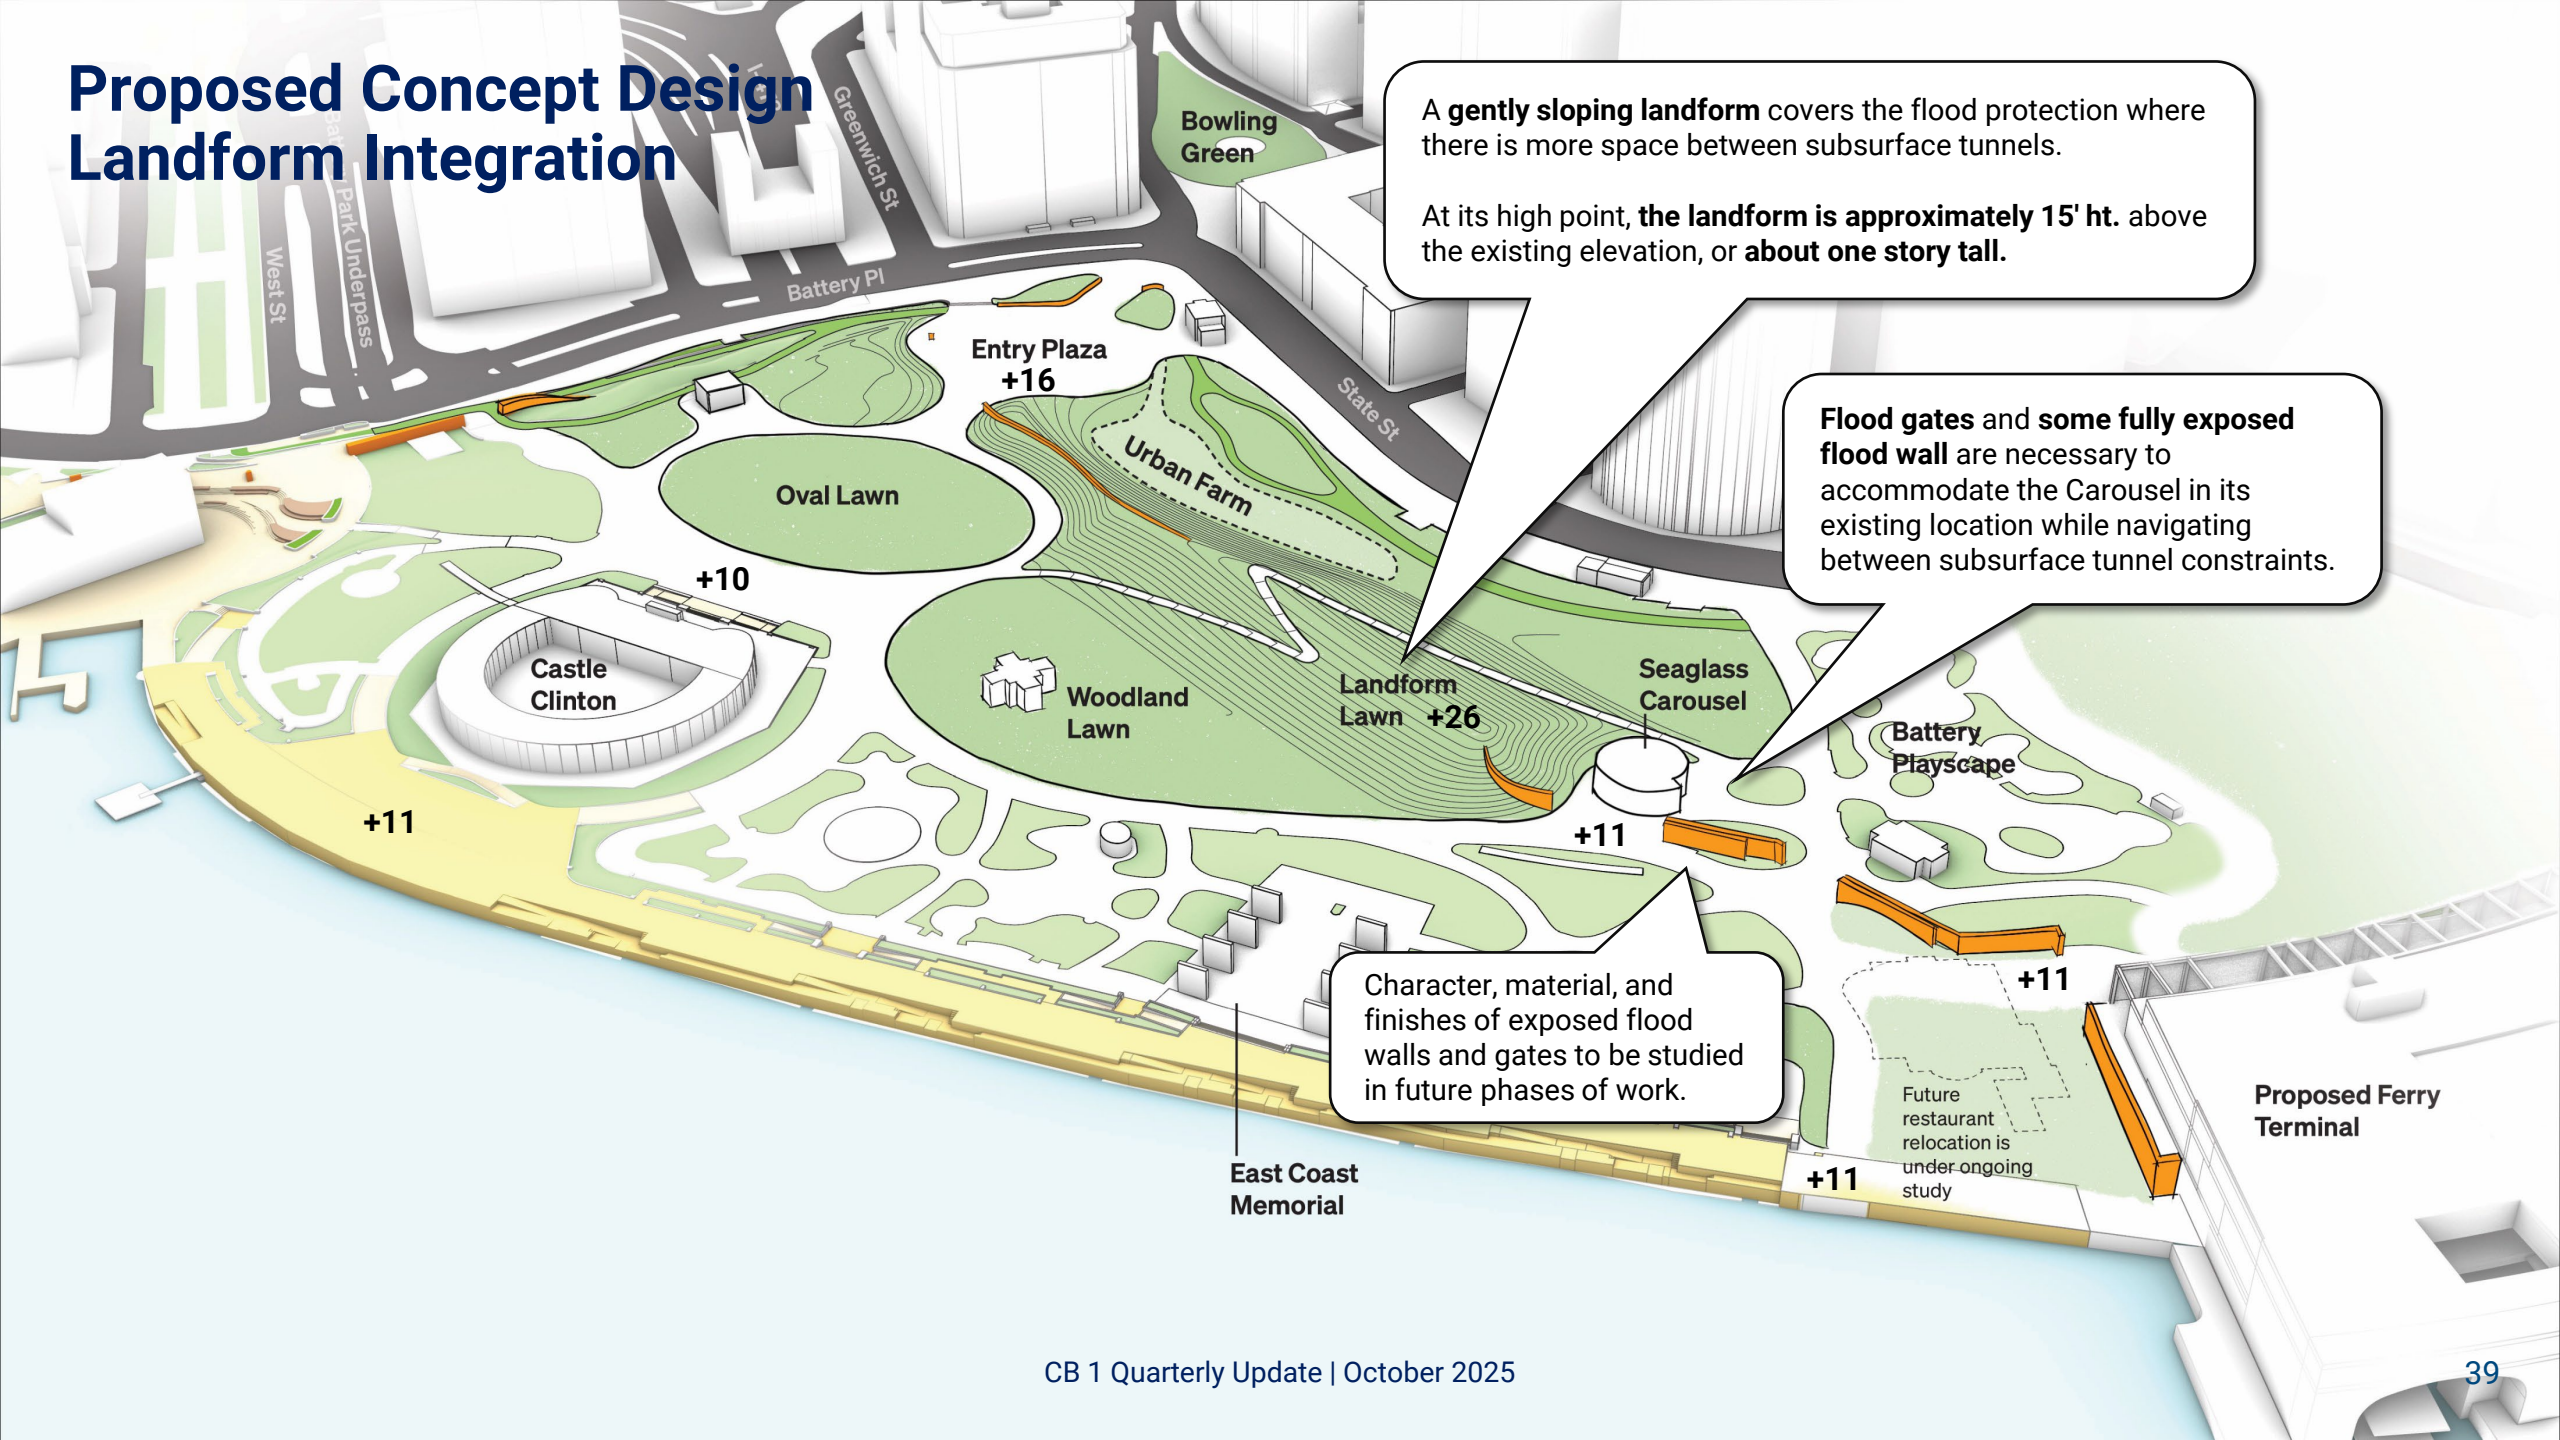 Proposed Concept Design
Landform Integration
Battery Park Underpass
West St
Greenwich St
Battery Pl
State St
Bowling
Green
A gently sloping landform covers the flood protection where
there is more space between subsurface tunnels.
At its high point, the landform is approximately 15' ht. above
the existing elevation, or about one story tall.
Flood gates and some fully exposed
flood wall are necessary to
accommodate the Carousel in its
existing location while navigating
between subsurface tunnel constraints.
Entry Plaza
+16
Urban Farm
Oval Lawn
+10
Castle
Clinton
Woodland
Lawn
Landform
Lawn +26
Seaglass
Carousel
Battery
Playscape
+11
+11
+11
Character, material, and
finishes of exposed flood
walls and gates to be studied
in future phases of work.
Future
restaurant
relocation is
under ongoing
study
+11
Proposed Ferry
Terminal
East Coast
Memorial
CB 1 Quarterly Update | October 2025
39